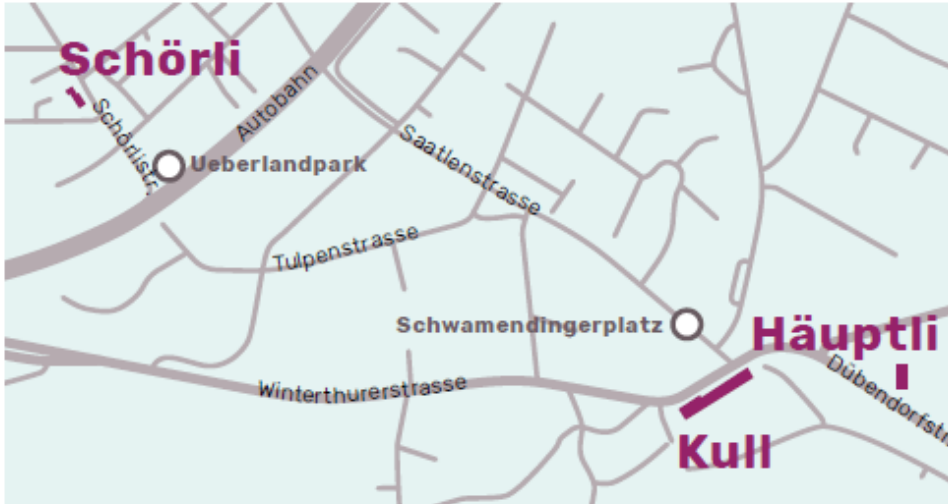 Schörli
Schörlistr.
Autobahn
Ueberlandpark
Saatlenstrasse
Tulpenstrasse
Schwamendingerplatz
Häuptli
Winterthurerstrasse
Dübendorfstr
Kull